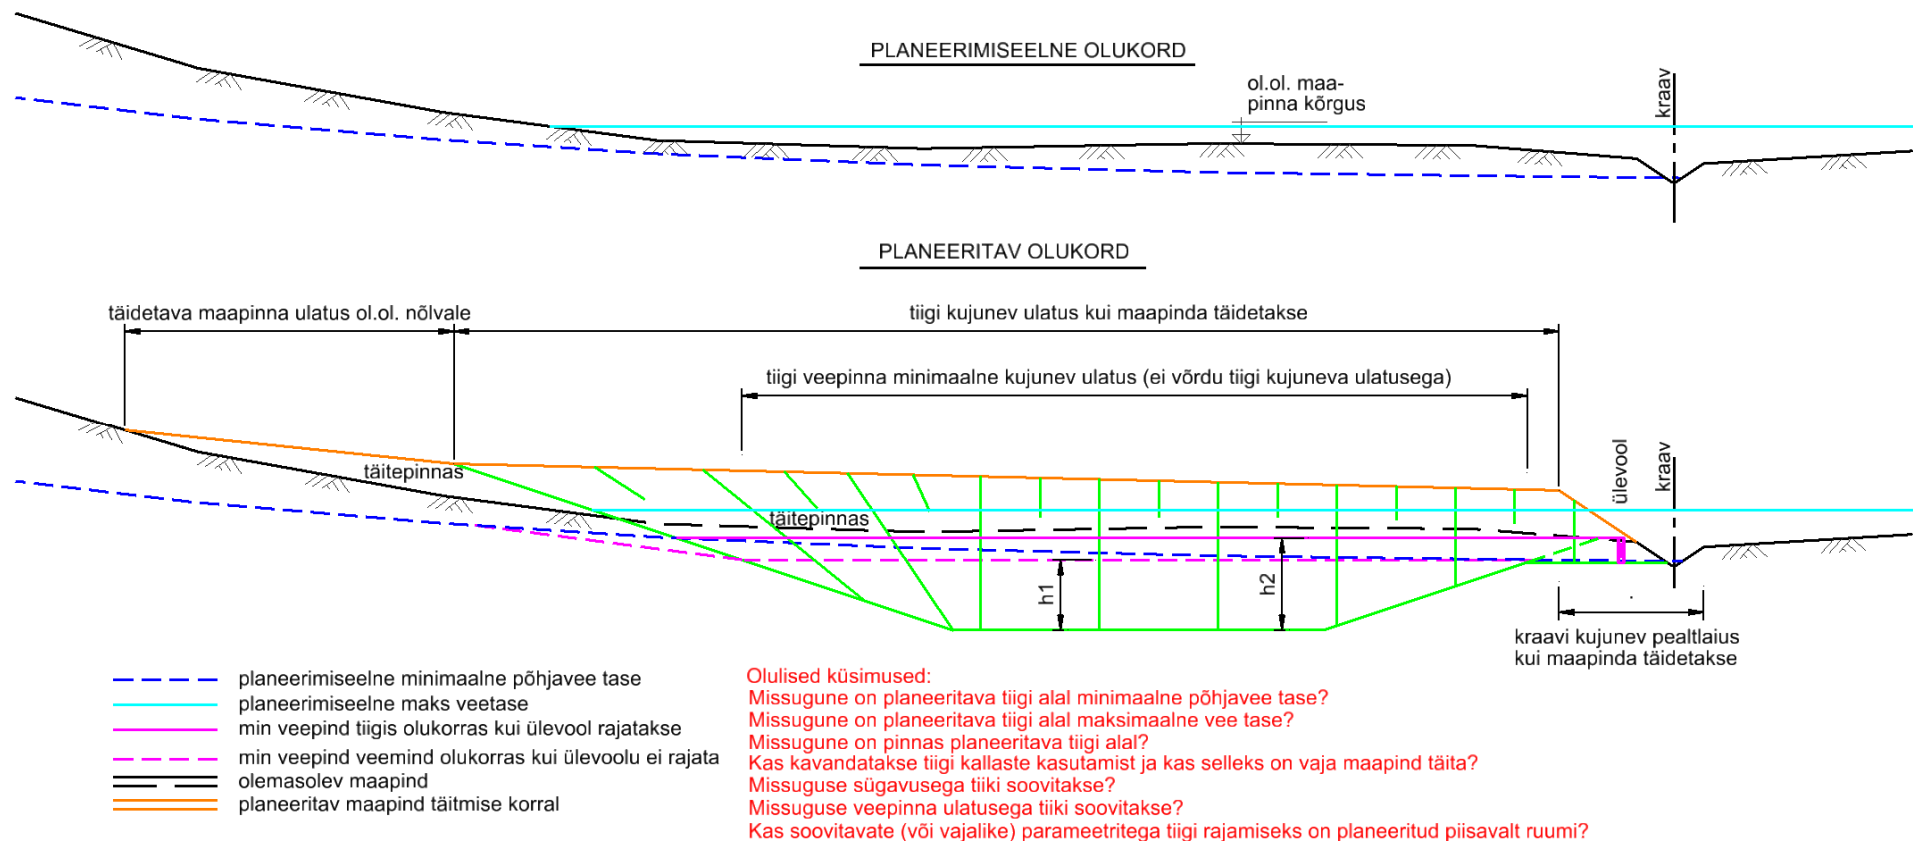 PLANEERIMISEELNE OLUKORD
ol.ol. maa-
pinna kõrgus
kraav
PLANEERITAV OLUKORD
täidetava maapinna ulatus ol.ol. nõlvale
tiigi kujunev ulatus kui maapinda täidetakse
tiigi veepinna minimaalne kujunev ulatus (ei võrdu tiigi kujuneva ulatusega)
täitepinnas
täitepinnas
ülevool
kraav
h1
h2
kraavi kujunev pealtlaius
kui maapinda täidetakse
planeerimiseelne minimaalne põhjavee tase
planeerimiseelne maks veetase
min veepind tiigis olukorras kui ülevool rajatakse
min veepind veemind olukorras kui ülevoolu ei rajata
olemasolev maapind
planeeritav maapind täitmise korral
Olulised küsimused:
Missugune on planeeritava tiigi alal minimaalne põhjavee tase?
Missugune on planeeritava tiigi alal maksimaalne vee tase?
Missugune on pinnas planeeritava tiigi alal?
Kas kavandatakse tiigi kallaste kasutamist ja kas selleks on vaja maapind täita?
Missuguse sügavusega tiiki soovitakse?
Missuguse veepinna ulatusega tiiki soovitakse?
Kas soovitavate (või vajalike) parameetritega tiigi rajamiseks on planeeritud piisavalt ruumi?